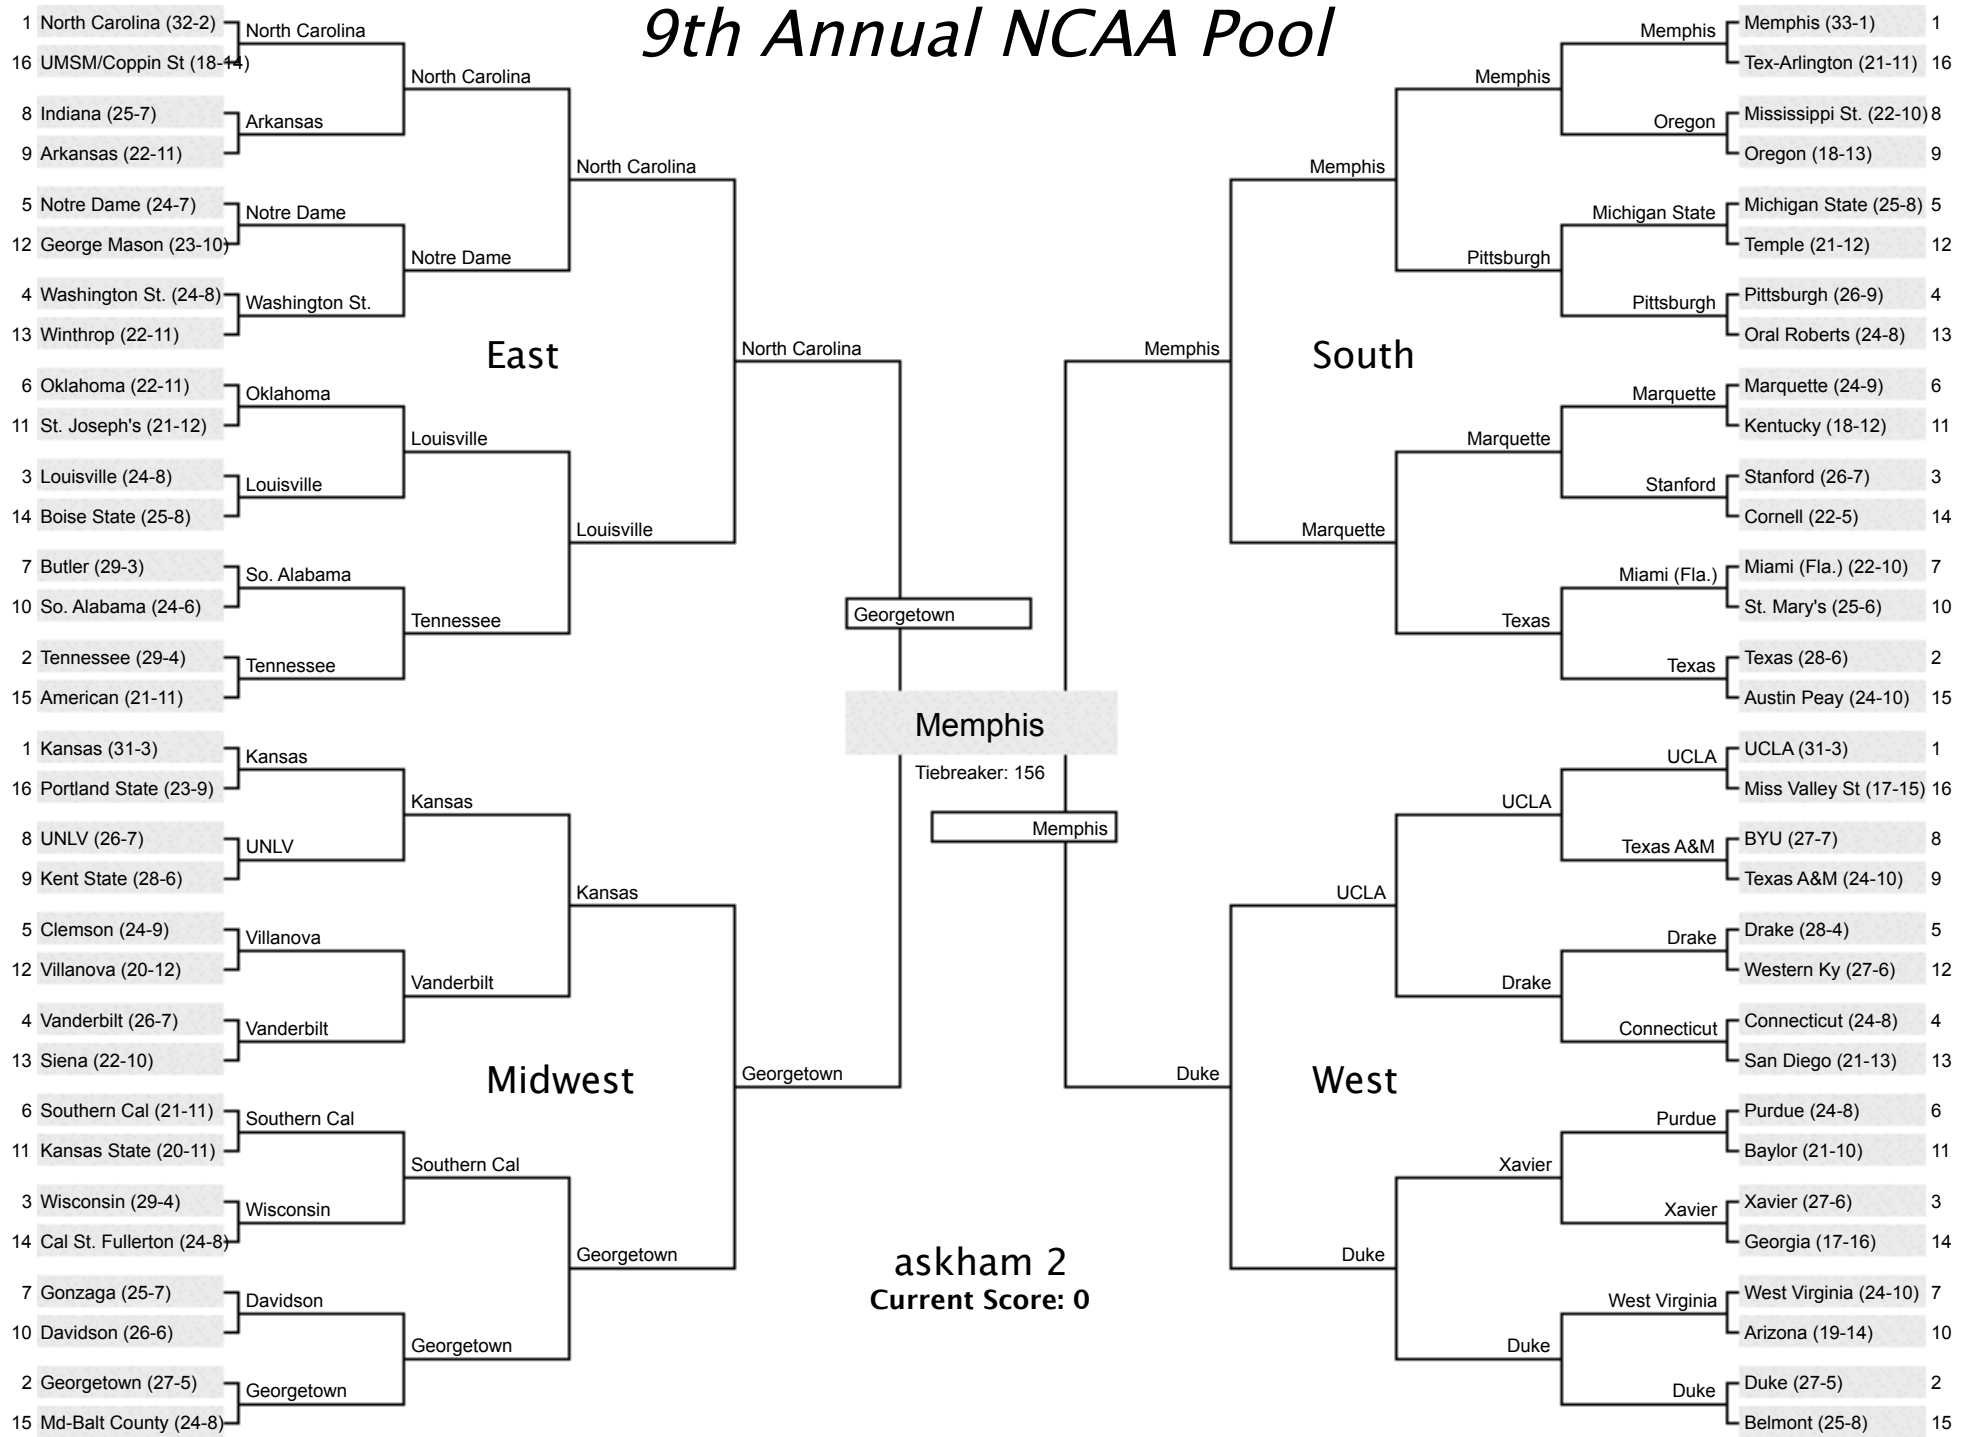 9th Annual NCAA Pool
1 North Carolina (32-2)
16 UMSM/Coppin St (18-14)
8 Indiana (25-7)
9 Arkansas (22-11)
5 Notre Dame (24-7)
12 George Mason (23-10)
4 Washington St. (24-8)
13 Winthrop (22-11)
6 Oklahoma (22-11)
11 St. Joseph's (21-12)
3 Louisville (24-8)
14 Boise State (25-8)
7 Butler (29-3)
10 So. Alabama (24-6)
2 Tennessee (29-4)
15 American (21-11)
North Carolina
Arkansas
Notre Dame
Washington St.
Oklahoma
Louisville
So. Alabama
Tennessee
North Carolina
Notre Dame
Louisville
Tennessee
North Carolina
Louisville
East
North Carolina
1 Kansas (31-3)
16 Portland State (23-9)
8 UNLV (26-7)
9 Kent State (28-6)
5 Clemson (24-9)
12 Villanova (20-12)
4 Vanderbilt (26-7)
13 Siena (22-10)
6 Southern Cal (21-11)
11 Kansas State (20-11)
3 Wisconsin (29-4)
14 Cal St. Fullerton (24-8)
7 Gonzaga (25-7)
10 Davidson (26-6)
2 Georgetown (27-5)
15 Md-Balt County (24-8)
Kansas
UNLV
Villanova
Vanderbilt
Southern Cal
Wisconsin
Davidson
Georgetown
Kansas
Vanderbilt
Southern Cal
Georgetown
Kansas
Georgetown
Midwest
Georgetown
Georgetown
Memphis
Tiebreaker: 156
Memphis
askham 2
Current Score: 0
Memphis
South
Memphis
Marquette
Memphis
Pittsburgh
Marquette
Texas
Memphis
Oregon
Michigan State
Pittsburgh
Marquette
Stanford
Miami (Fla.)
Texas
Memphis (33-1) 1
Tex-Arlington (21-11) 16
Mississippi St. (22-10) 8
Oregon (18-13) 9
Michigan State (25-8) 5
Temple (21-12) 12
Pittsburgh (26-9) 4
Oral Roberts (24-8) 13
Marquette (24-9) 6
Kentucky (18-12) 11
Stanford (26-7) 3
Cornell (22-5) 14
Miami (Fla.) (22-10) 7
St. Mary's (25-6) 10
Texas (28-6) 2
Austin Peay (24-10) 15
Duke
West
UCLA
Duke
UCLA
Drake
Xavier
Duke
UCLA
Texas A&M
Drake
Connecticut
Purdue
Xavier
West Virginia
Duke
UCLA (31-3) 1
Miss Valley St (17-15) 16
BYU (27-7) 8
Texas A&M (24-10) 9
Drake (28-4) 5
Western Ky (27-6) 12
Connecticut (24-8) 4
San Diego (21-13) 13
Purdue (24-8) 6
Baylor (21-10) 11
Xavier (27-6) 3
Georgia (17-16) 14
West Virginia (24-10) 7
Arizona (19-14) 10
Duke (27-5) 2
Belmont (25-8) 15